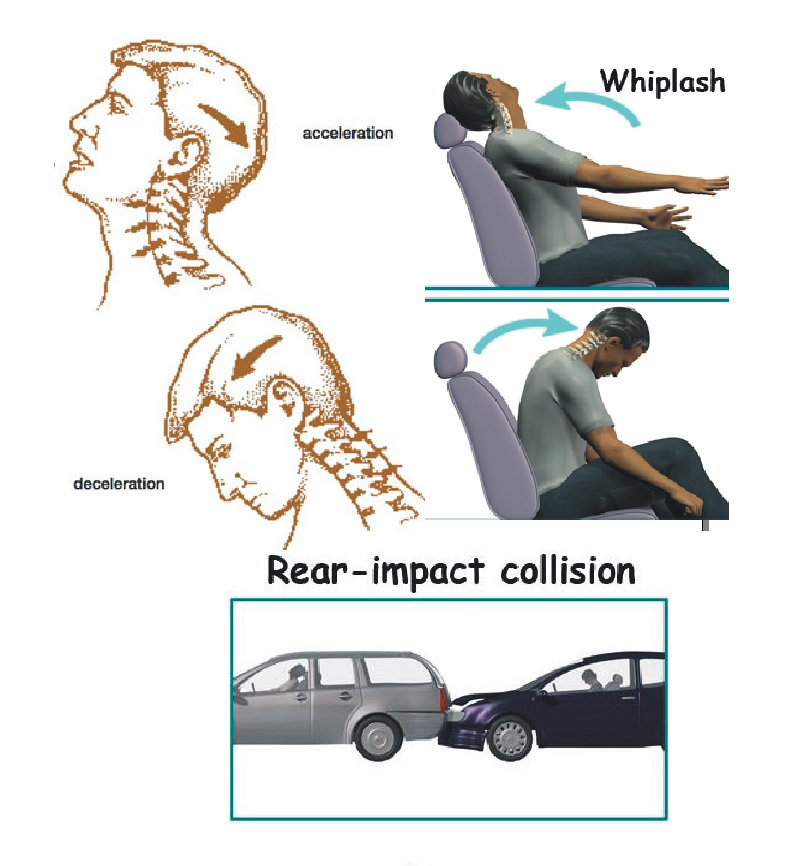 Whiplash
acceleration
deceleration
Rear-impact collision